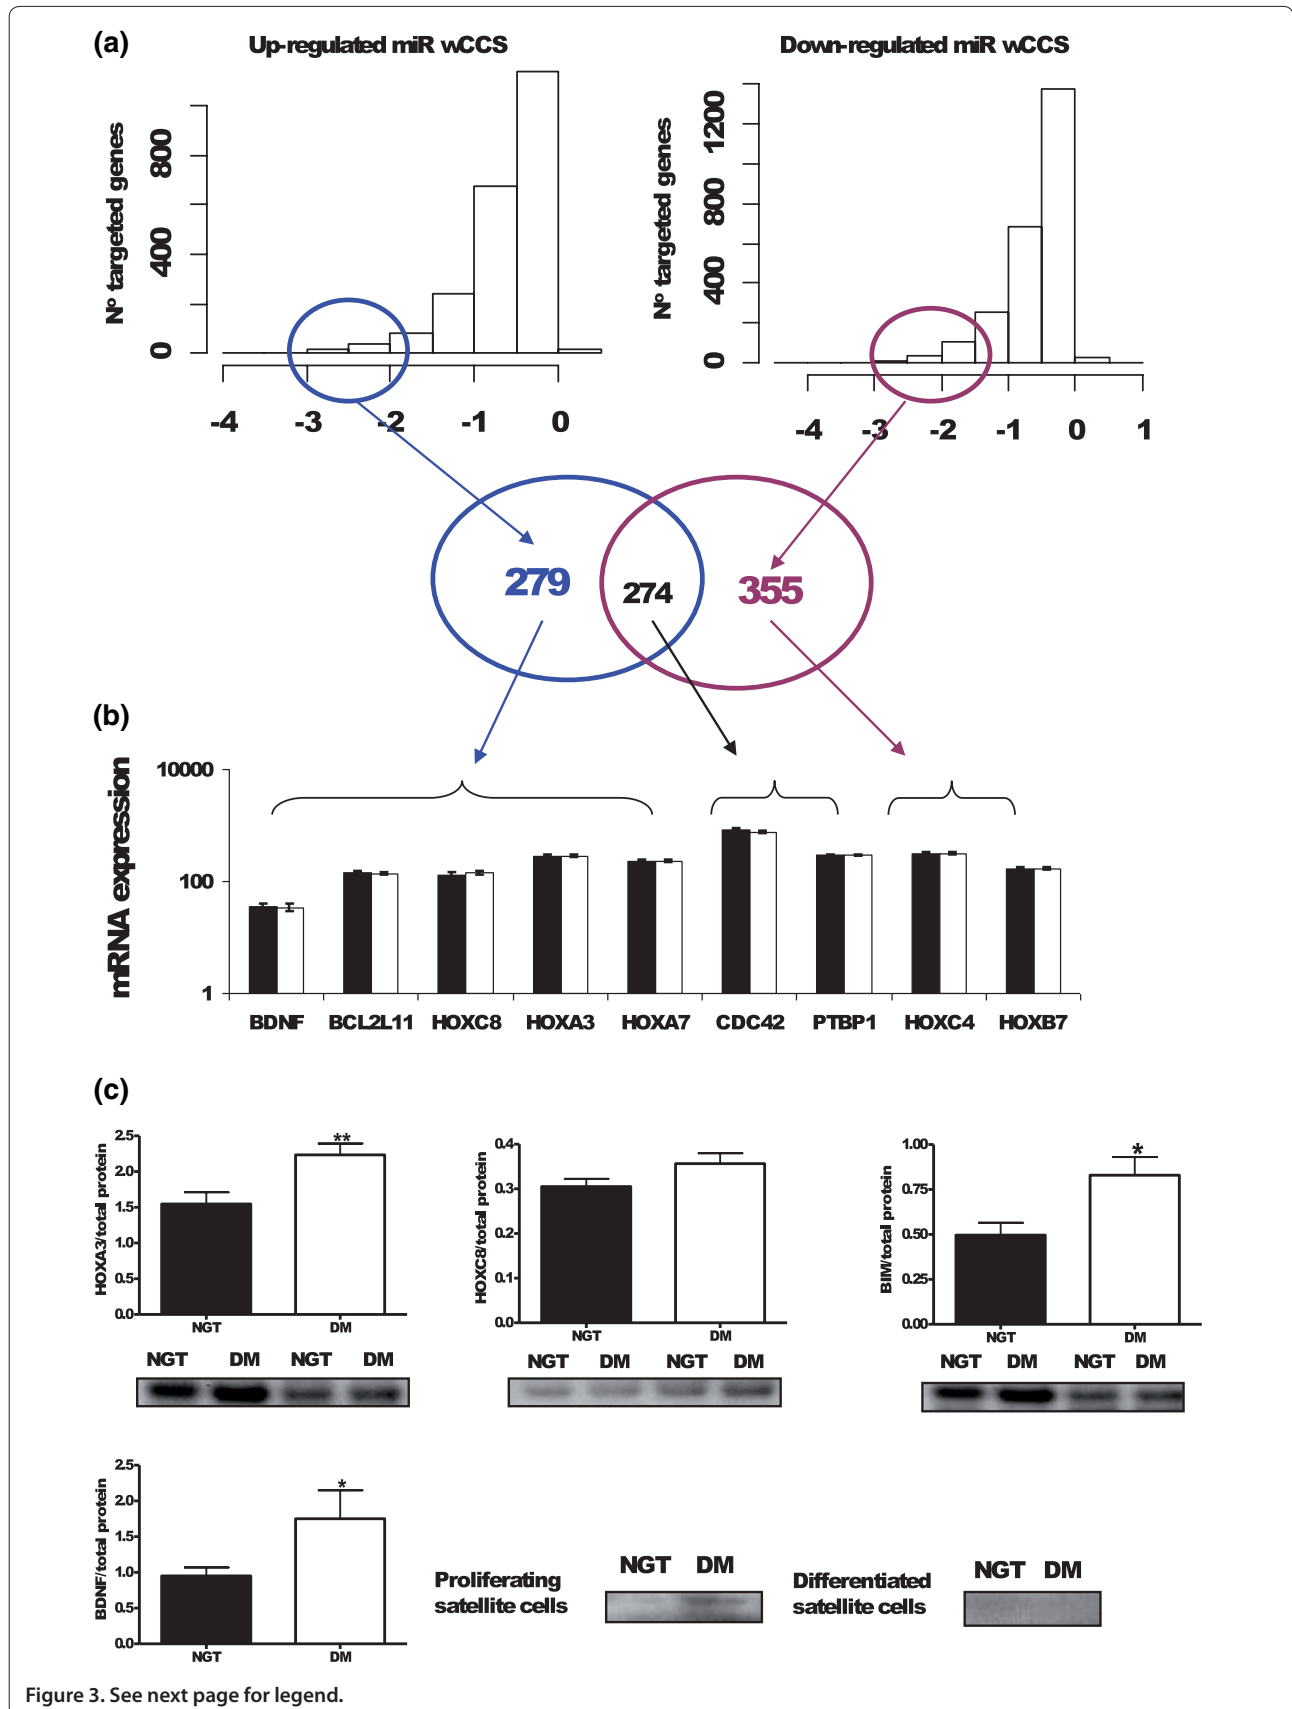 (a)
Up-regulated miR wCCS
Down-regulated miR wCCS
Nº targeted genes
800
400
0
-4 -3 -2 -1 0
Nº targeted genes
1200
800
400
0
-4 -3 -2 -1 0 1
279
274
355
(b)
mRNA expression
10000
100
1
BDNF BCL2L11 HOXC8 HOXA3 HOXA7 CDC42 PTBP1 HOXC4 HOXB7
(c)
HOXA3/total protein
2.5
2.0
1.5
1.0
0.5
0.0
**
NGT DM
NGT DM NGT DM
HOXC8/total protein
0.4
0.3
0.2
0.1
0.0
NGT DM
NGT DM NGT DM
BIM/total protein
1.00
0.75
0.50
0.25
0.00
*
NGT DM
NGT DM NGT DM
BDNF/total protein
2.5
2.0
1.5
1.0
0.5
0.0
*
NGT DM
Proliferating
satellite cells
NGT DM
Differentiated
satellite cells
NGT DM
Figure 3. See next page for legend.